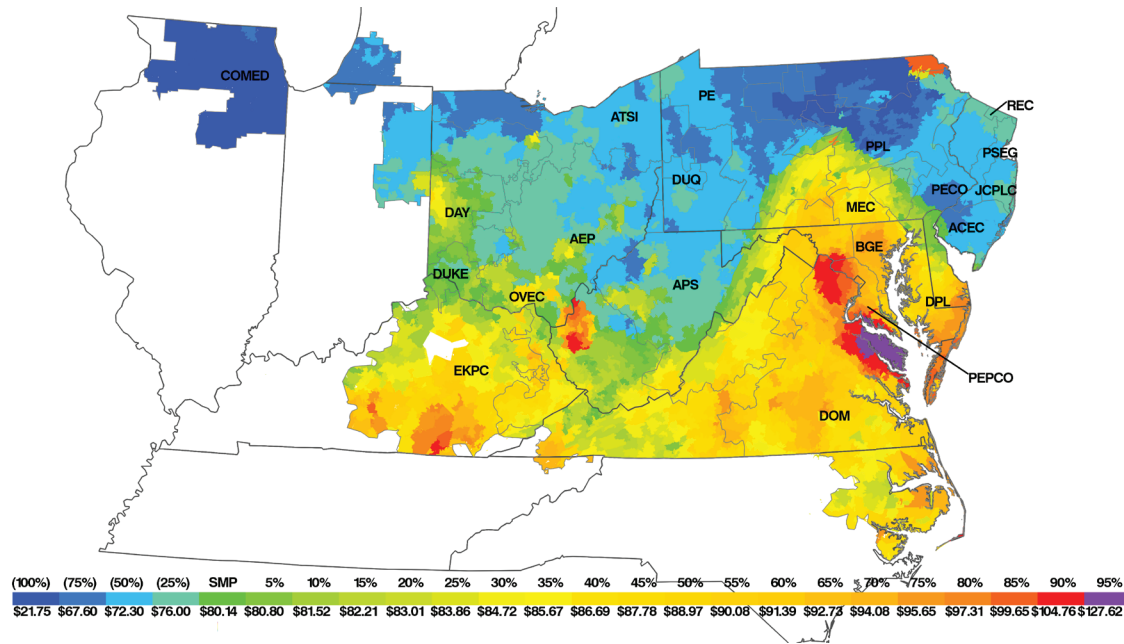 COMED
PE
ATSI
REC
PPL
PSEG
DUQ
PECO
JCPLC
MEC
DAY
ACEC
AEP
BGE
DUKE
APS
OVEC
DPL
EKPC
PEPCO
DOM
(100%) (75%) (50%) (25%) SMP 5% 10% 15% 20% 25% 30% 35% 40% 45% 50% 55% 60% 65% 70% 75% 80% 85% 90% 95%
$21.75 $67.60 $72.30 $76.00 $80.14 $80.80 $81.52 $82.21 $83.01 $83.86 $84.72 $85.67 $86.69 $87.78 $88.97 $90.08 $91.39 $92.73 $94.08 $95.65 $97.31 $99.65 $104.76 $127.62